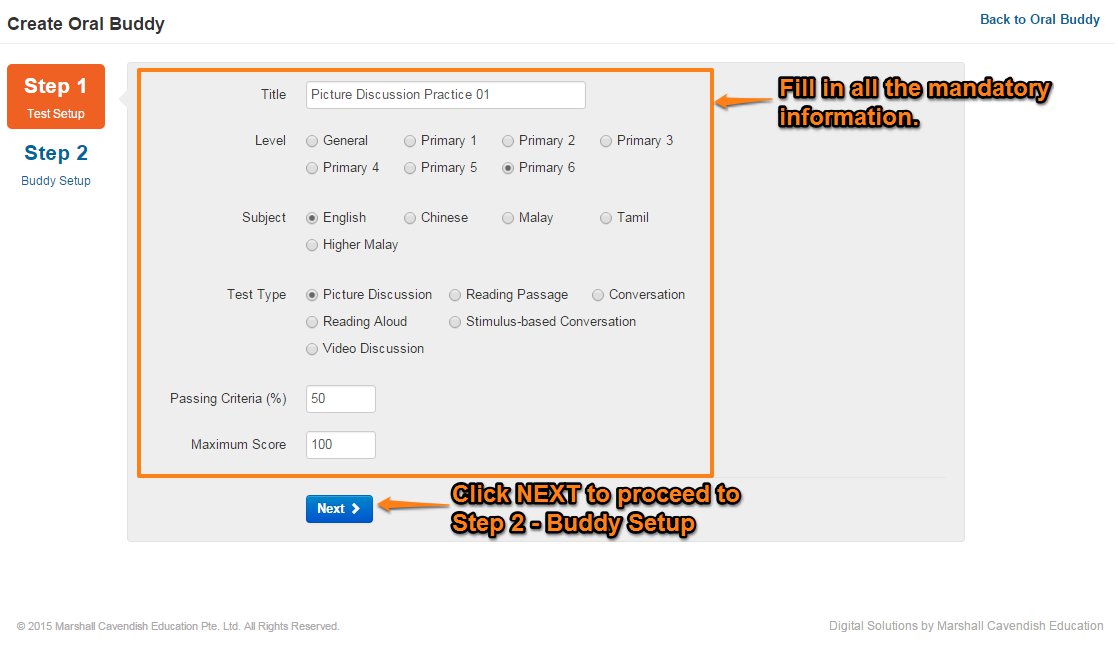 Create Oral Buddy
Back to Oral Buddy
Step 1
Test Setup
Step 2
Buddy Setup
Title Picture Discussion Practice 01
Fill in all the mandatory
information.
Level General Primary 1 Primary 2 Primary 3
Primary 4 Primary 5 Primary 6
Subject English Chinese Malay Tamil
Higher Malay
Test Type Picture Discussion Reading Passage Conversation
Reading Aloud Stimulus-based Conversation
Video Discussion
Passing Criteria (%) 50
Maximum Score 100
Next
Click NEXT to proceed to
Step 2 - Buddy Setup
© 2015 Marshall Cavendish Education Pte. Ltd. All Rights Reserved.
Digital Solutions by Marshall Cavendish Education